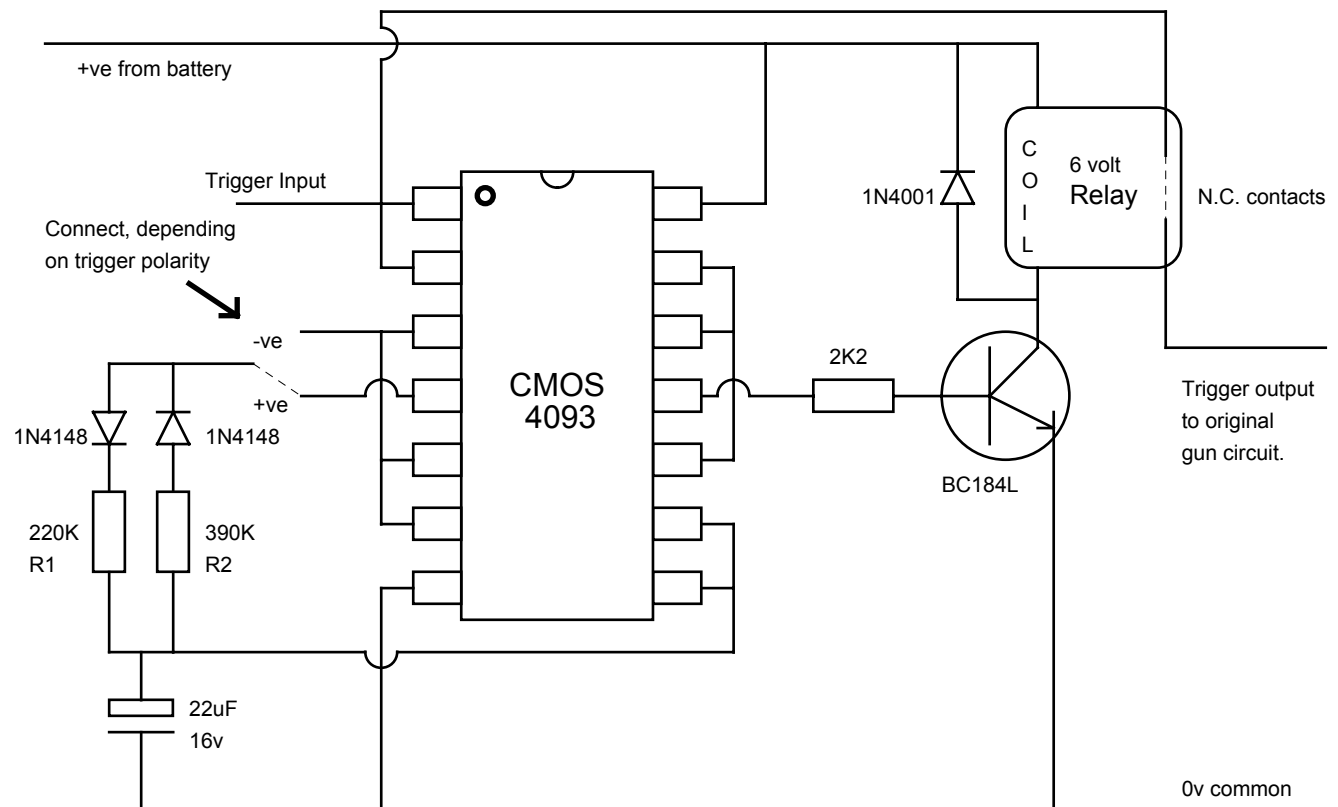 +ve from battery
Trigger Input
Connect, depending
on trigger polarity
-ve
+ve
1N4148
1N4148
220K
R1
390K
R2
22uF
16v
CMOS
4093
2K2
1N4001
C
O
I
L
6 volt
Relay
N.C. contacts
BC184L
Trigger output
to original
gun circuit.
0v common